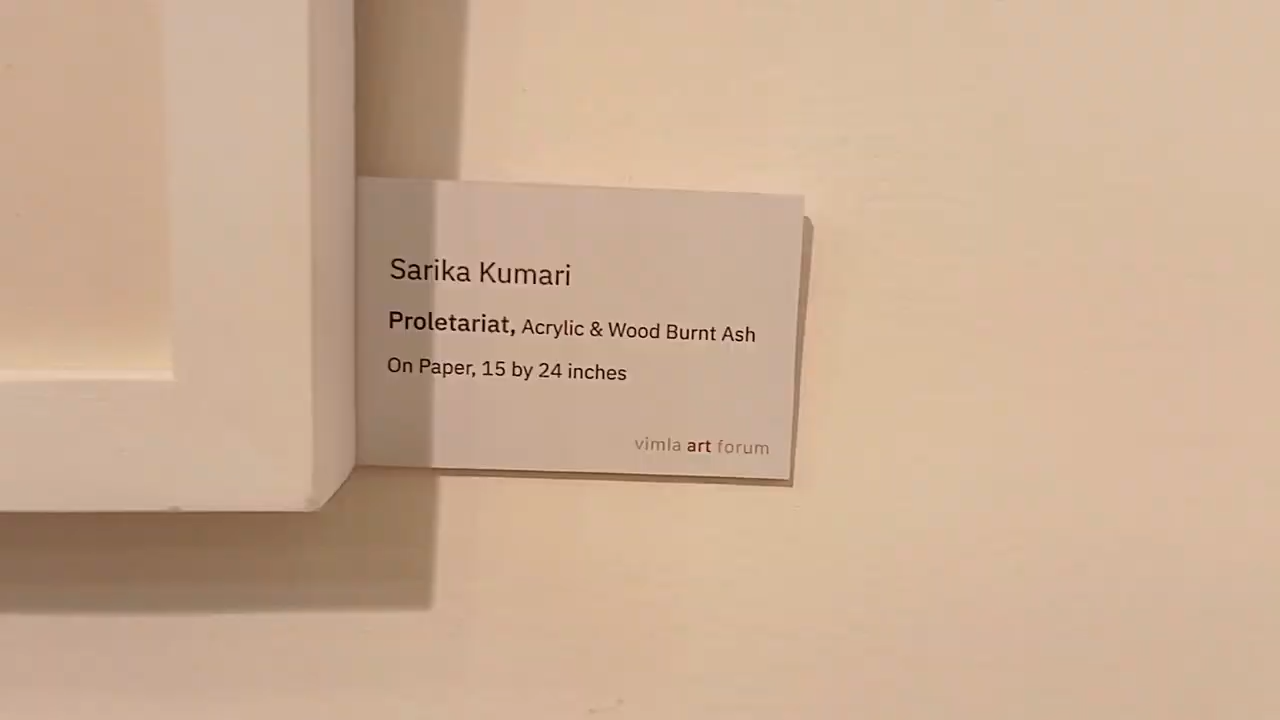 Sarika Kumari
Proletariat, Acrylic & Wood Burnt Ash
On Paper, 15 by 24 inches
vimla art forum